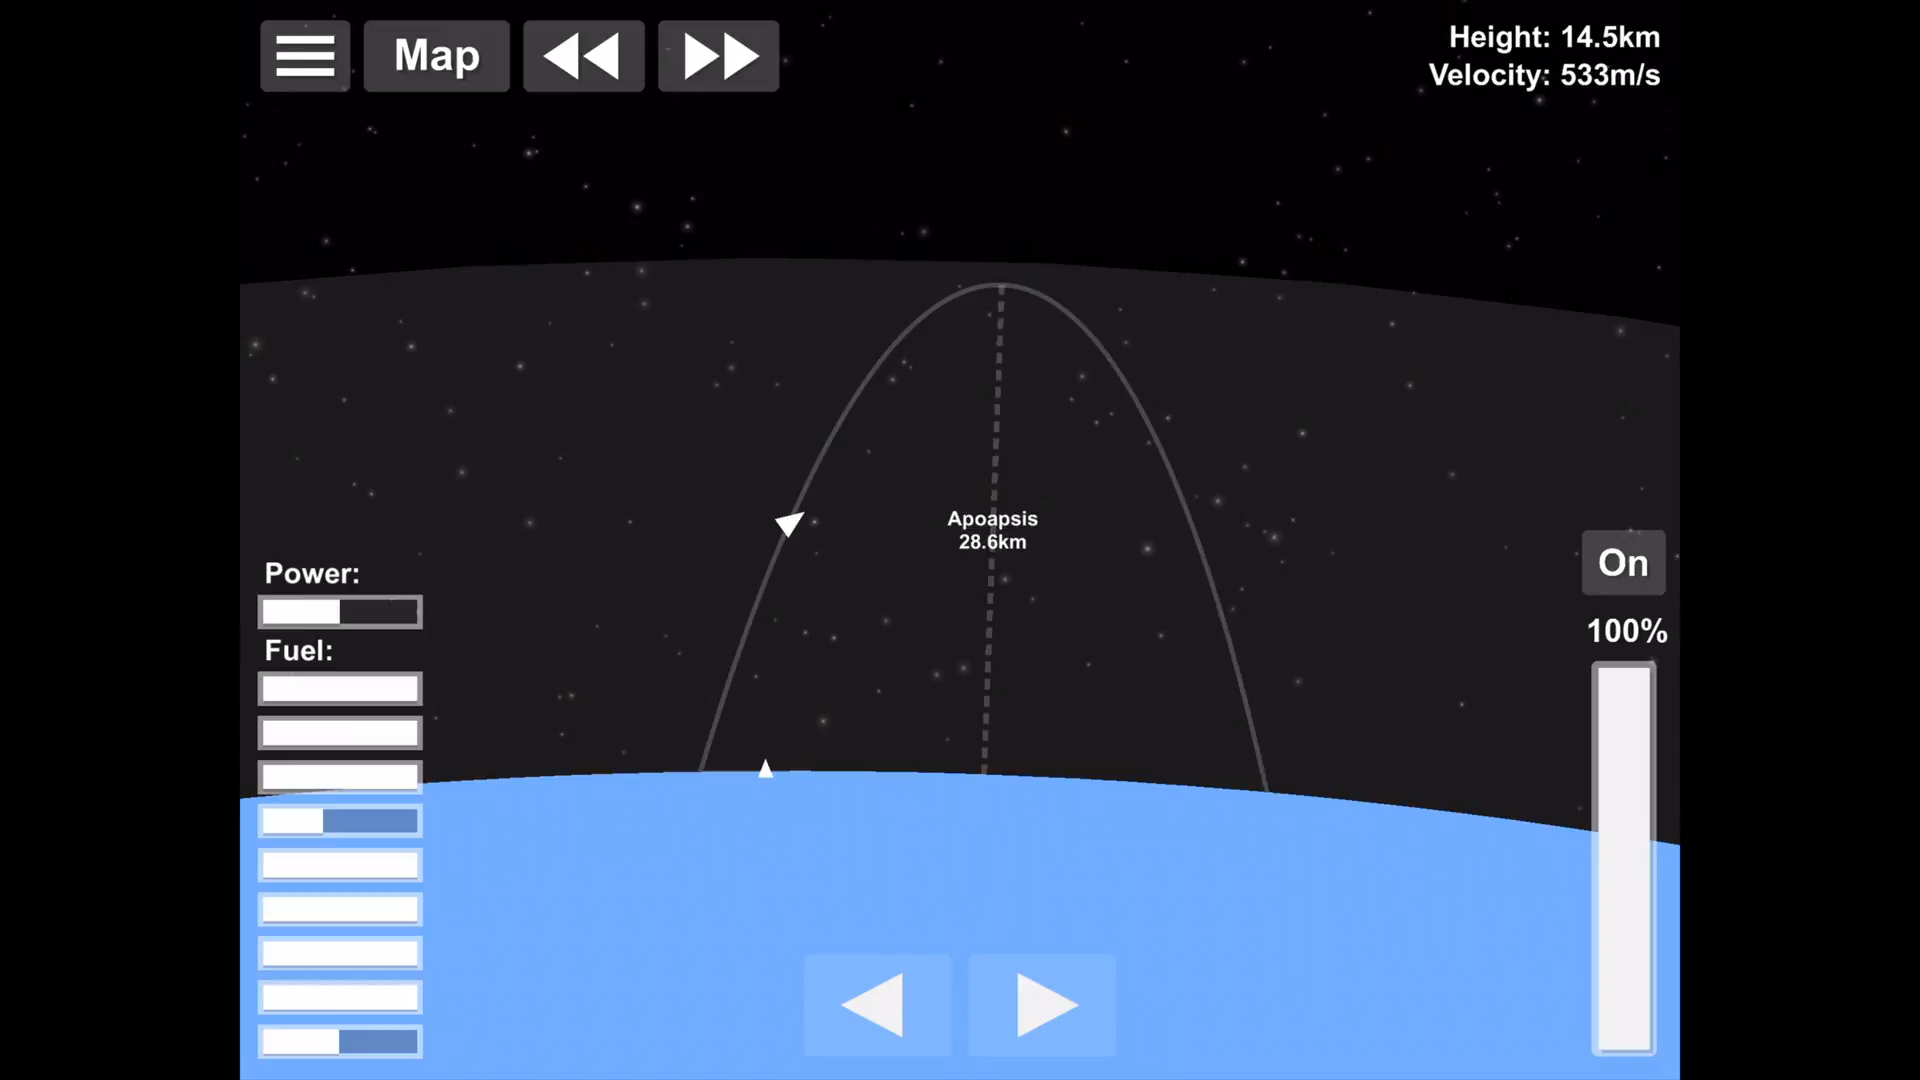 Map
Height: 14.5km
Velocity: 533m/s
Apoapsis
28.6km
Power:
Fuel:
On
100%